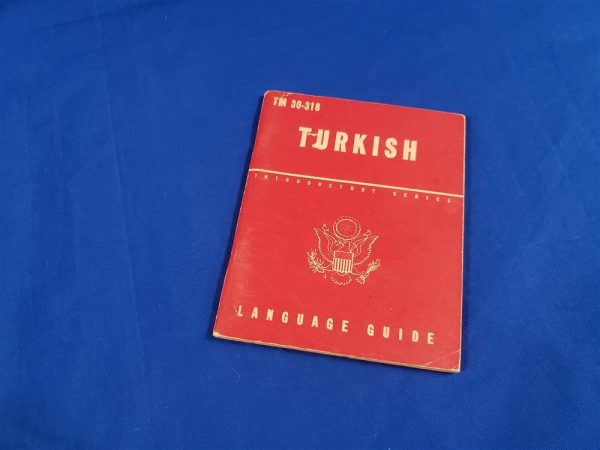 TM 30-318
TURKISH
INTRODUCTORY SERIES
LANGUAGE GUIDE